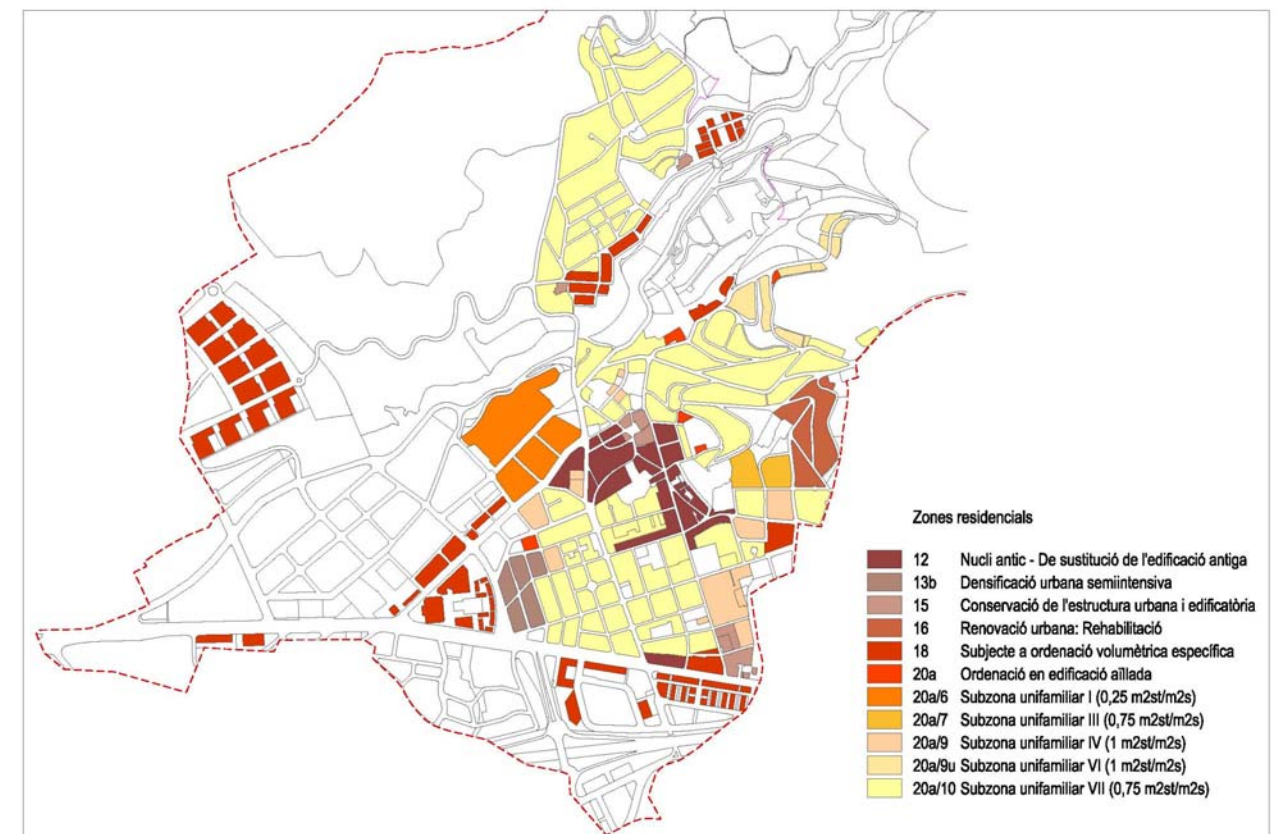 Zones residencials
12 Nucli antic - De sustitució de l'edificació antiga
13b Densificació urbana semiintensiva
15 Conservació de l'estructura urbana i edificatòria
16 Renovació urbana: Rehabilitació
18 Subjecte a ordenació volumètrica específica
20a Ordenació en edificació aïllada
20a/6 Subzona unifamiliar I (0,25 m2st/m2s)
20a/7 Subzona unifamiliar III (0,75 m2st/m2s)
20a/9 Subzona unifamiliar IV (1 m2st/m2s)
20a/9u Subzona unifamiliar VI (1 m2st/m2s)
20a/10 Subzona unifamiliar VII (0,75 m2st/m2s)